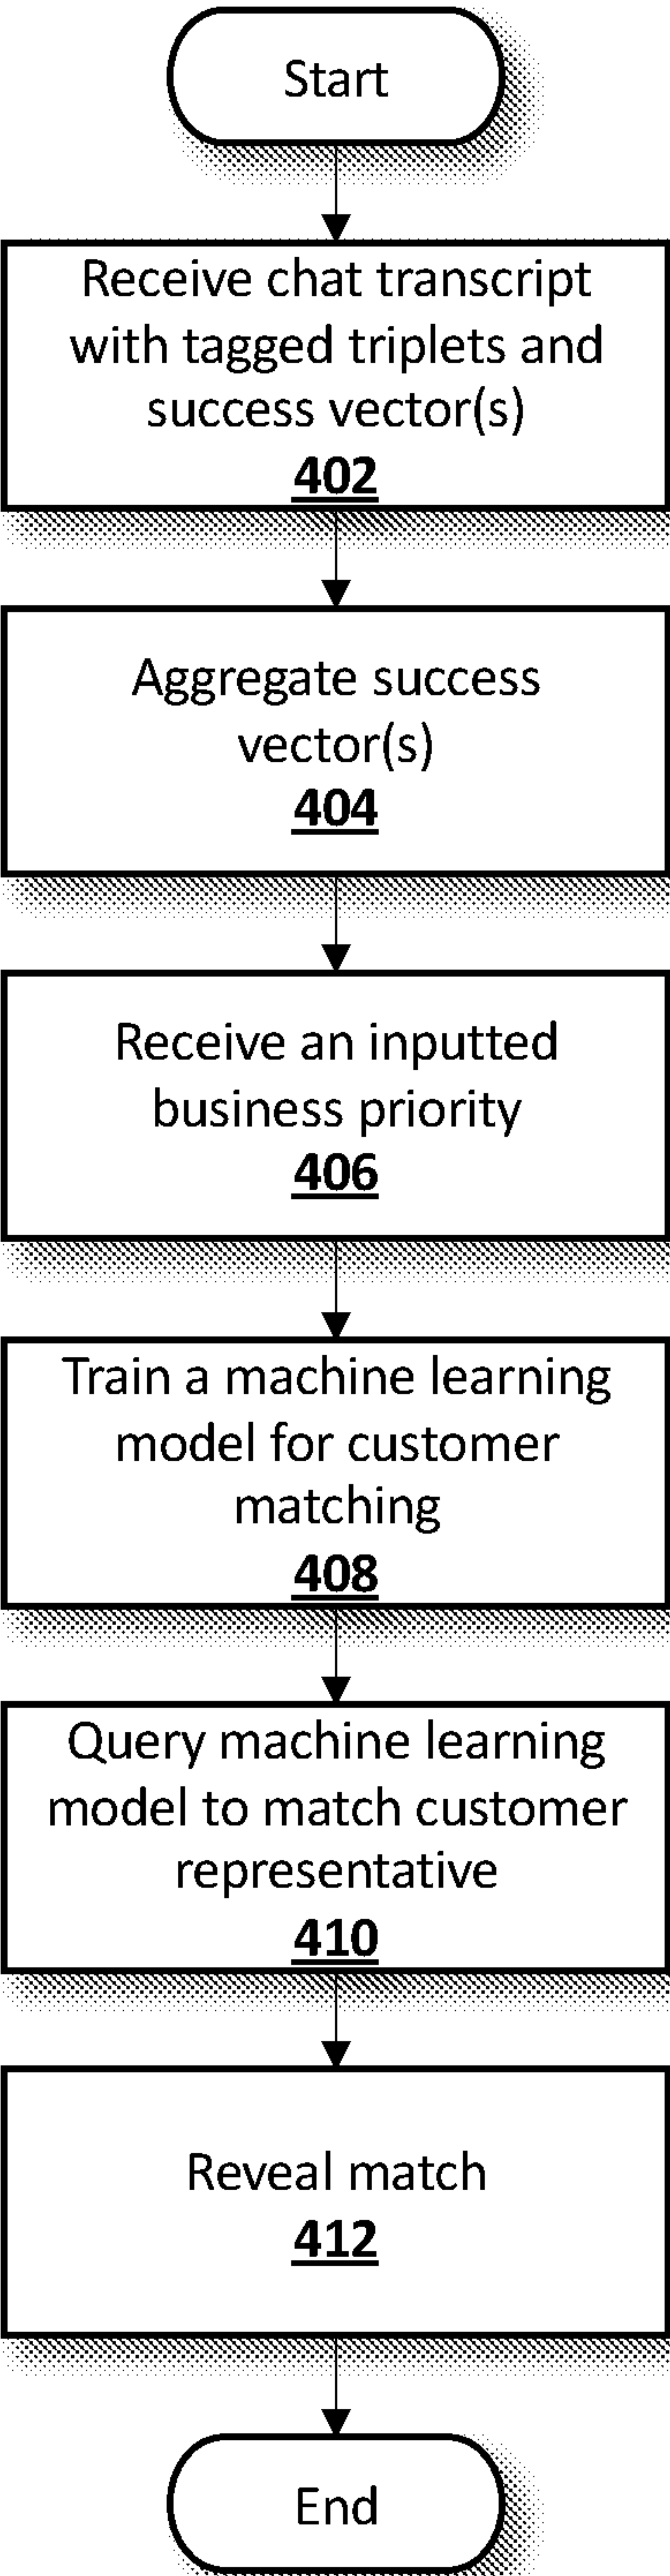 Start
Receive chat transcript
with tagged triplets and
success vector(s)
402
Aggregate success
vector(s)
404
Receive an inputted
business priority
406
Train a machine learning
model for customer
matching
408
Query machine learning
model to match customer
representative
410
Reveal match
412
End